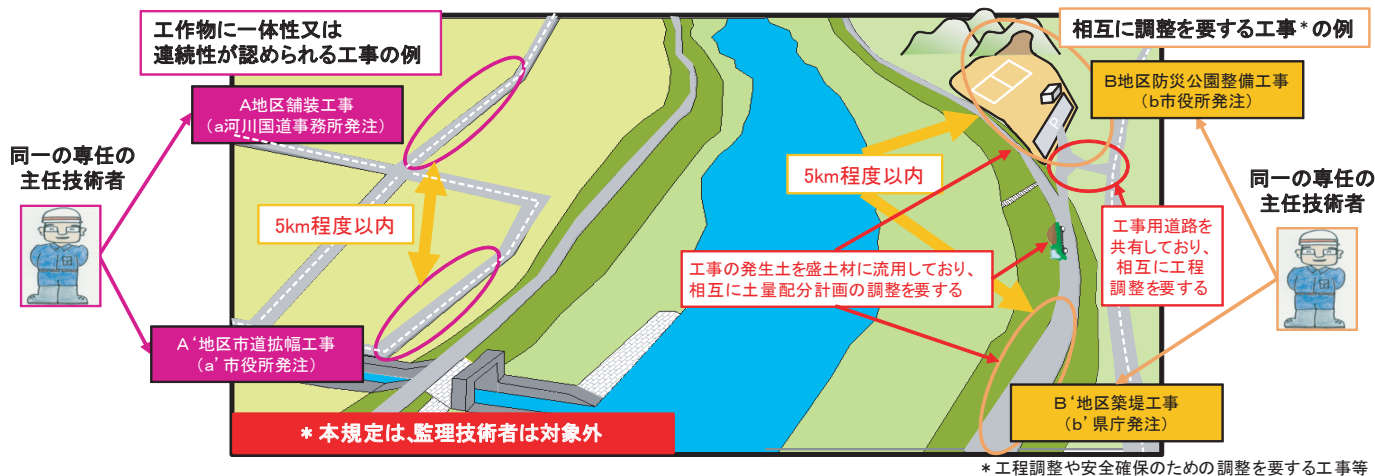 工作物に一体性又は
連続性が認められる工事の例
相互に調整を要する工事*の例
A地区舗装工事
(a河川国道事務所発注)
B地区防災公園整備工事
(b市役所発注)
同一の専任の
主任技術者
5km程度以内
P
5km程度以内
同一の専任の
主任技術者
工事用道路を
共有しており、
相互に工程
調整を要する
工事の発生土を盛土材に流用しており、
相互に土量配分計画の調整を要する
A‘地区市道拡幅工事
(a’市役所発注)
B‘地区築堤工事
(b’県庁発注)
*本規定は、監理技術者は対象外
*工程調整や安全確保のための調整を要する工事等